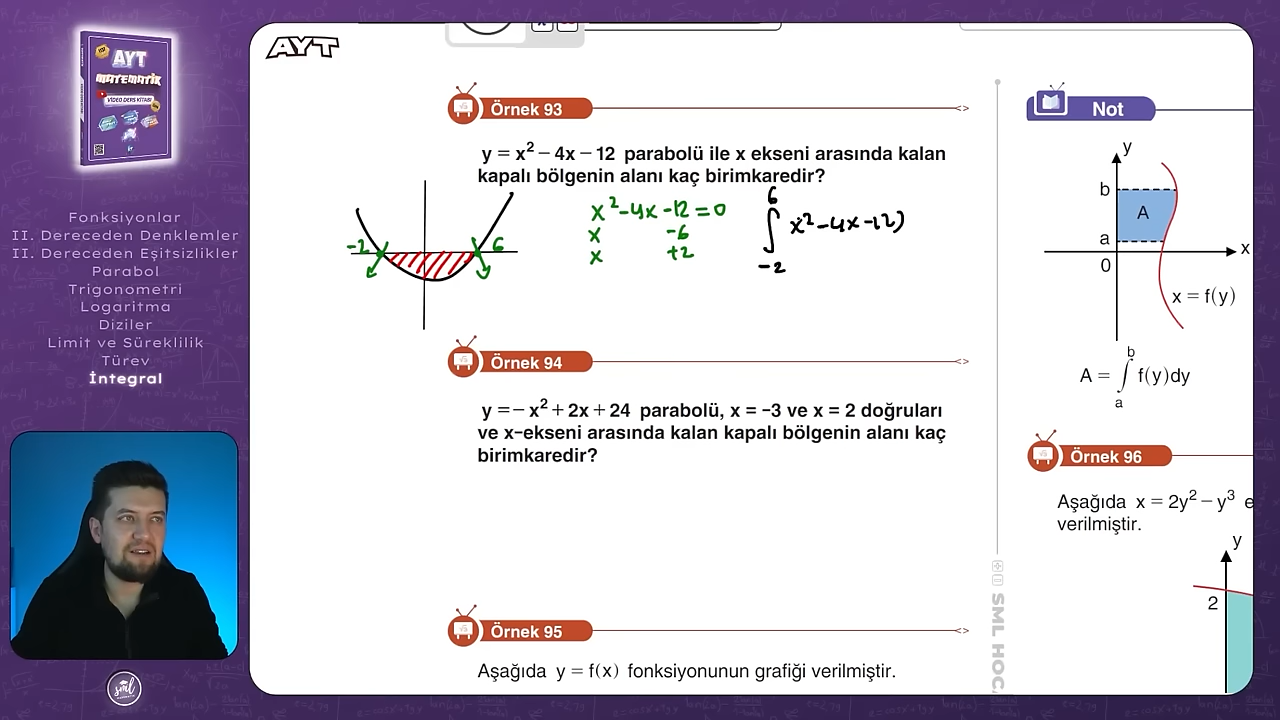 AYT
MATEMATİK
VİDEO DERS KİTABI
Fonksiyonlar
II. Dereceden Denklemler
II. Dereceden Eşitsizlikler
Parabol
Trigonometri
Logaritma
Diziler
Limit ve Süreklilik
Türev
İntegral
sml
AYT
Örnek 93
y = x² − 4x − 12 parabolü ile x ekseni arasında kalan
kapalı bölgenin alanı kaç birimkaredir?
-2
6
x²-4x-12=0
x -6
x +2
6
∫ x²-4x-12)
-2
Örnek 94
y = − x² + 2x + 24 parabolü, x = −3 ve x = 2 doğruları
ve x−ekseni arasında kalan kapalı bölgenin alanı kaç
birimkaredir?
Örnek 95
Aşağıda y = f(x) fonksiyonunun grafiği verilmiştir.
SML HOC
Not
y
b
A
a
x
0
x = f(y)
b
A = ∫ f(y)dy
a
Örnek 96
Aşağıda x = 2y² − y³ e
verilmiştir.
y
2